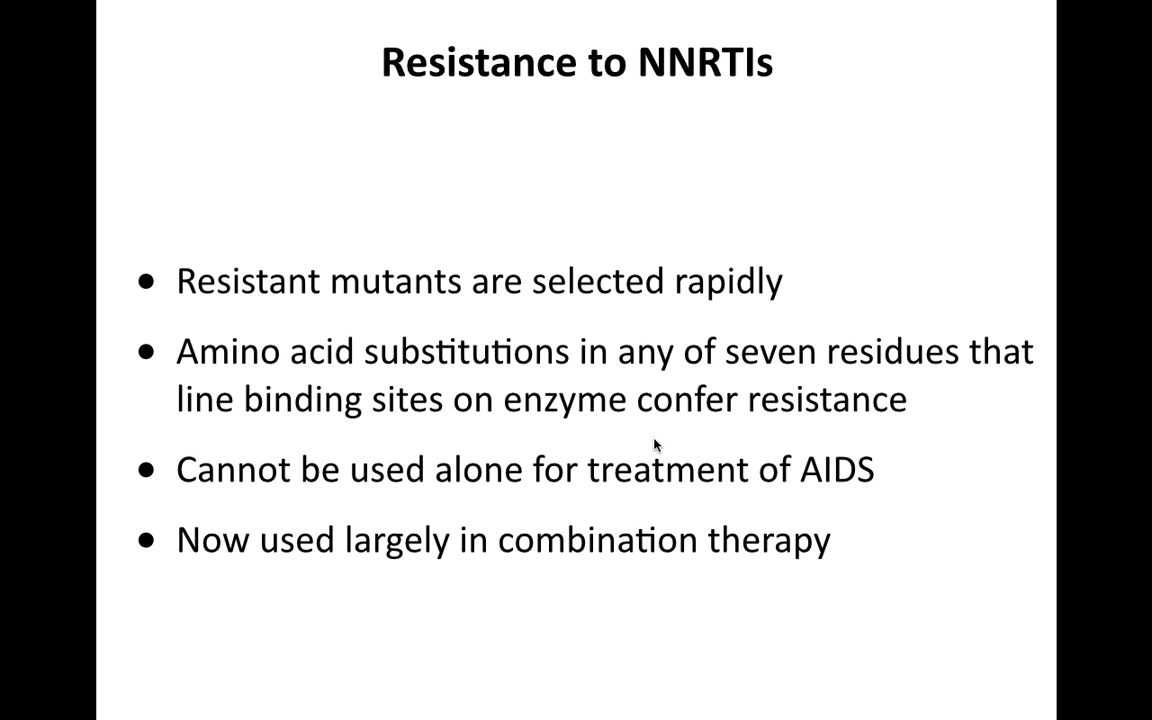 Resistance to NNRTIs
● Resistant mutants are selected rapidly
● Amino acid substitutions in any of seven residues that
line binding sites on enzyme confer resistance
● Cannot be used alone for treatment of AIDS
● Now used largely in combination therapy